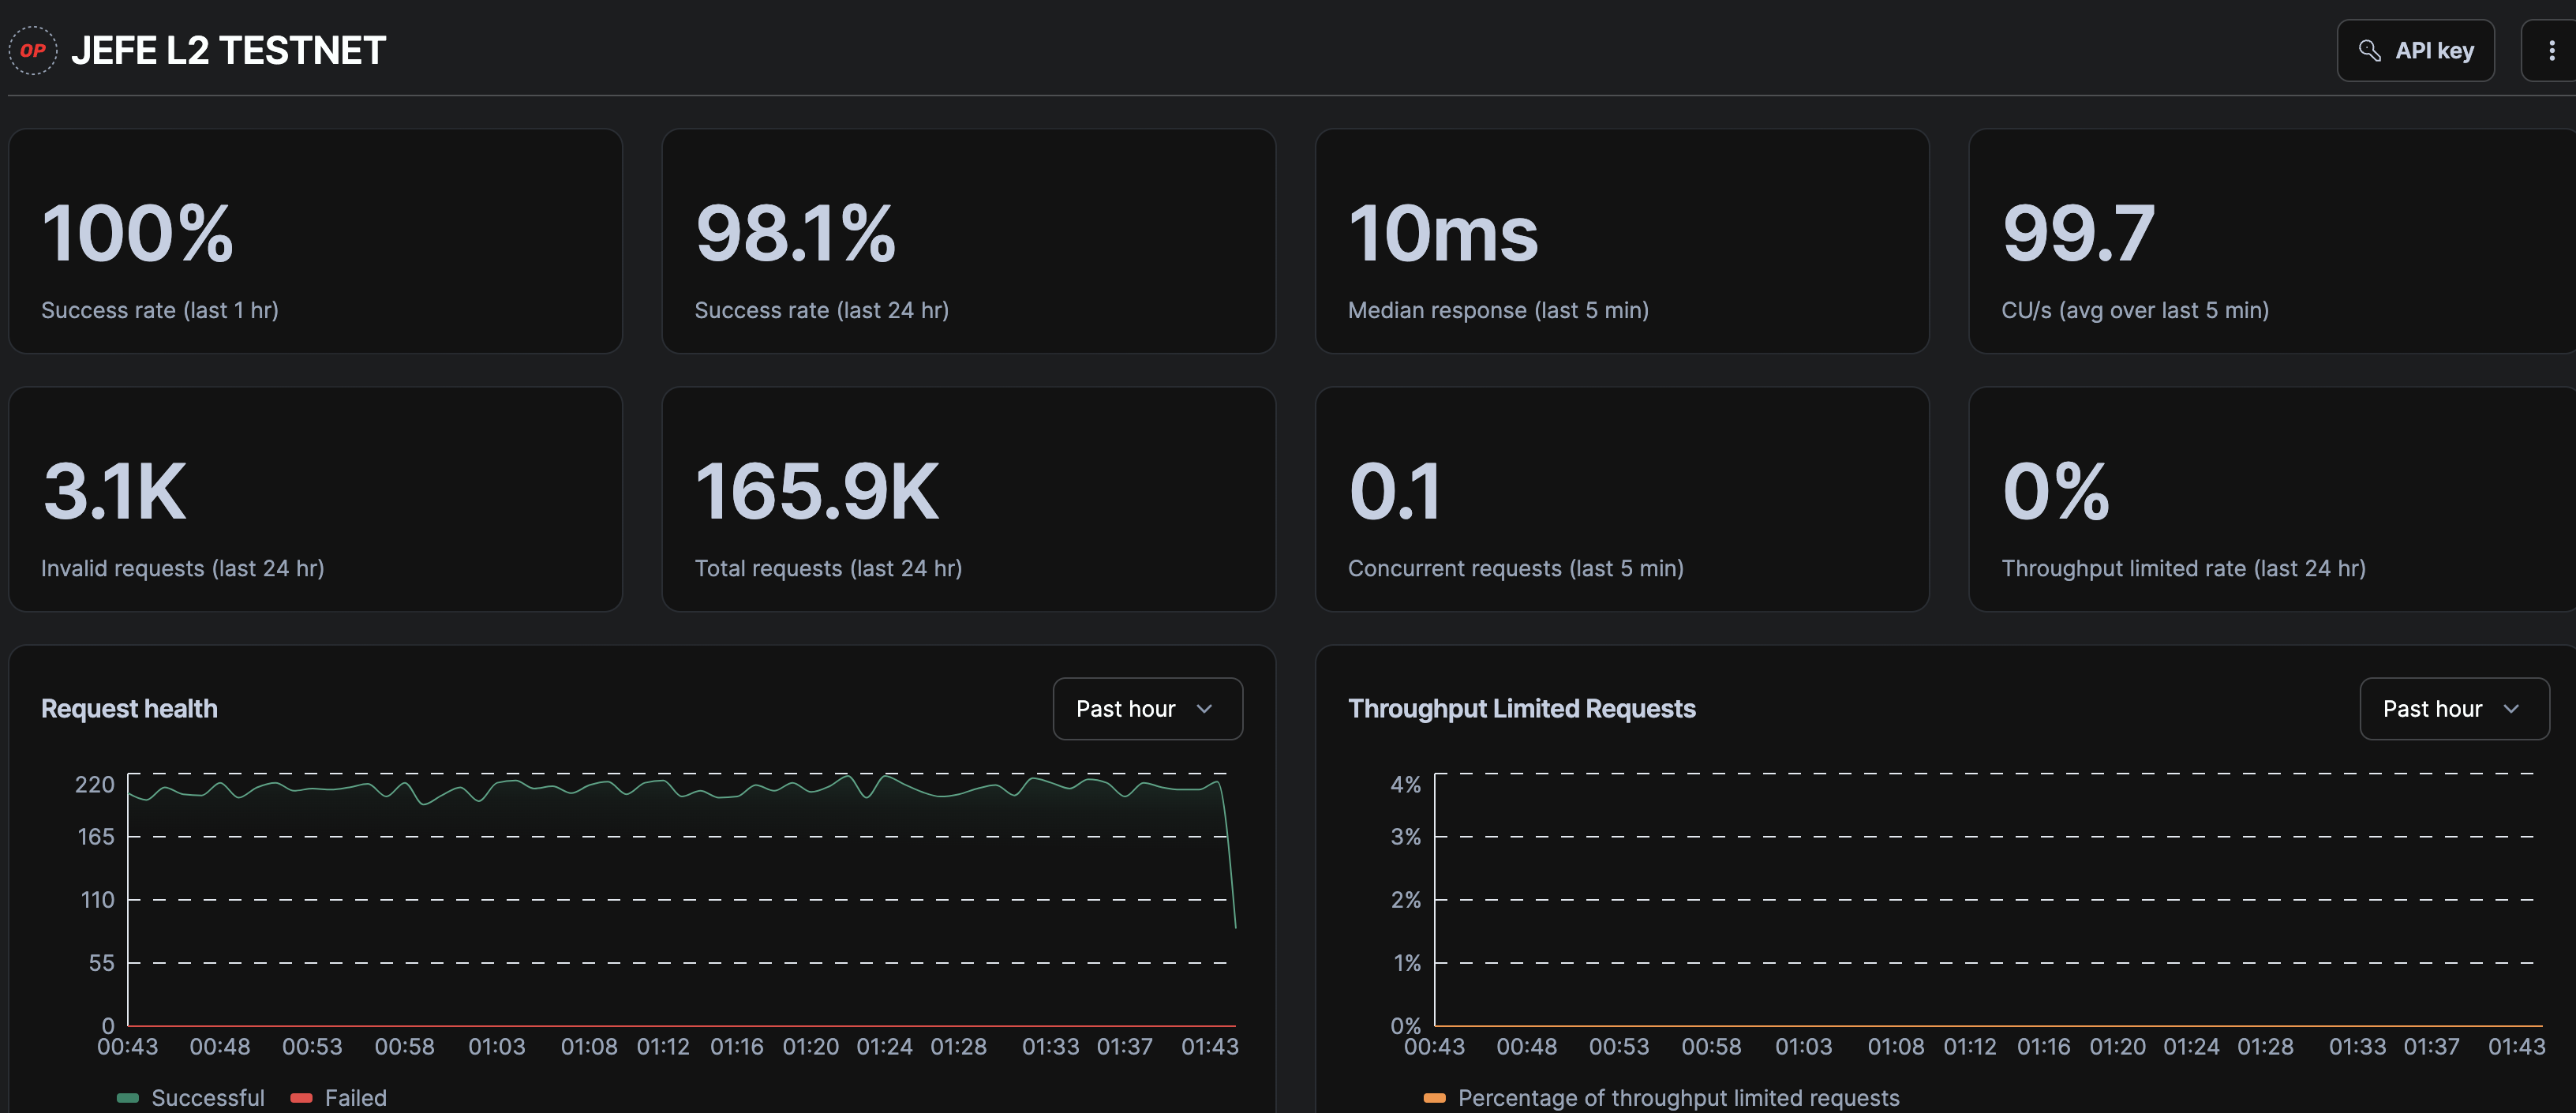 OP JEFE L2 TESTNET
API key
100%
Success rate (last 1 hr)
98.1%
Success rate (last 24 hr)
10ms
Median response (last 5 min)
99.7
CU/s (avg over last 5 min)
3.1K
Invalid requests (last 24 hr)
165.9K
Total requests (last 24 hr)
0.1
Concurrent requests (last 5 min)
0%
Throughput limited rate (last 24 hr)
Request health
Past hour
220
165
110
55
0
00:43 00:48 00:53 00:58 01:03 01:08 01:12 01:16 01:20 01:24 01:28 01:33 01:37 01:43
Successful Failed
Throughput Limited Requests
Past hour
4%
3%
2%
1%
0%
00:43 00:48 00:53 00:58 01:03 01:08 01:12 01:16 01:20 01:24 01:28 01:33 01:37 01:43
Percentage of throughput limited requests